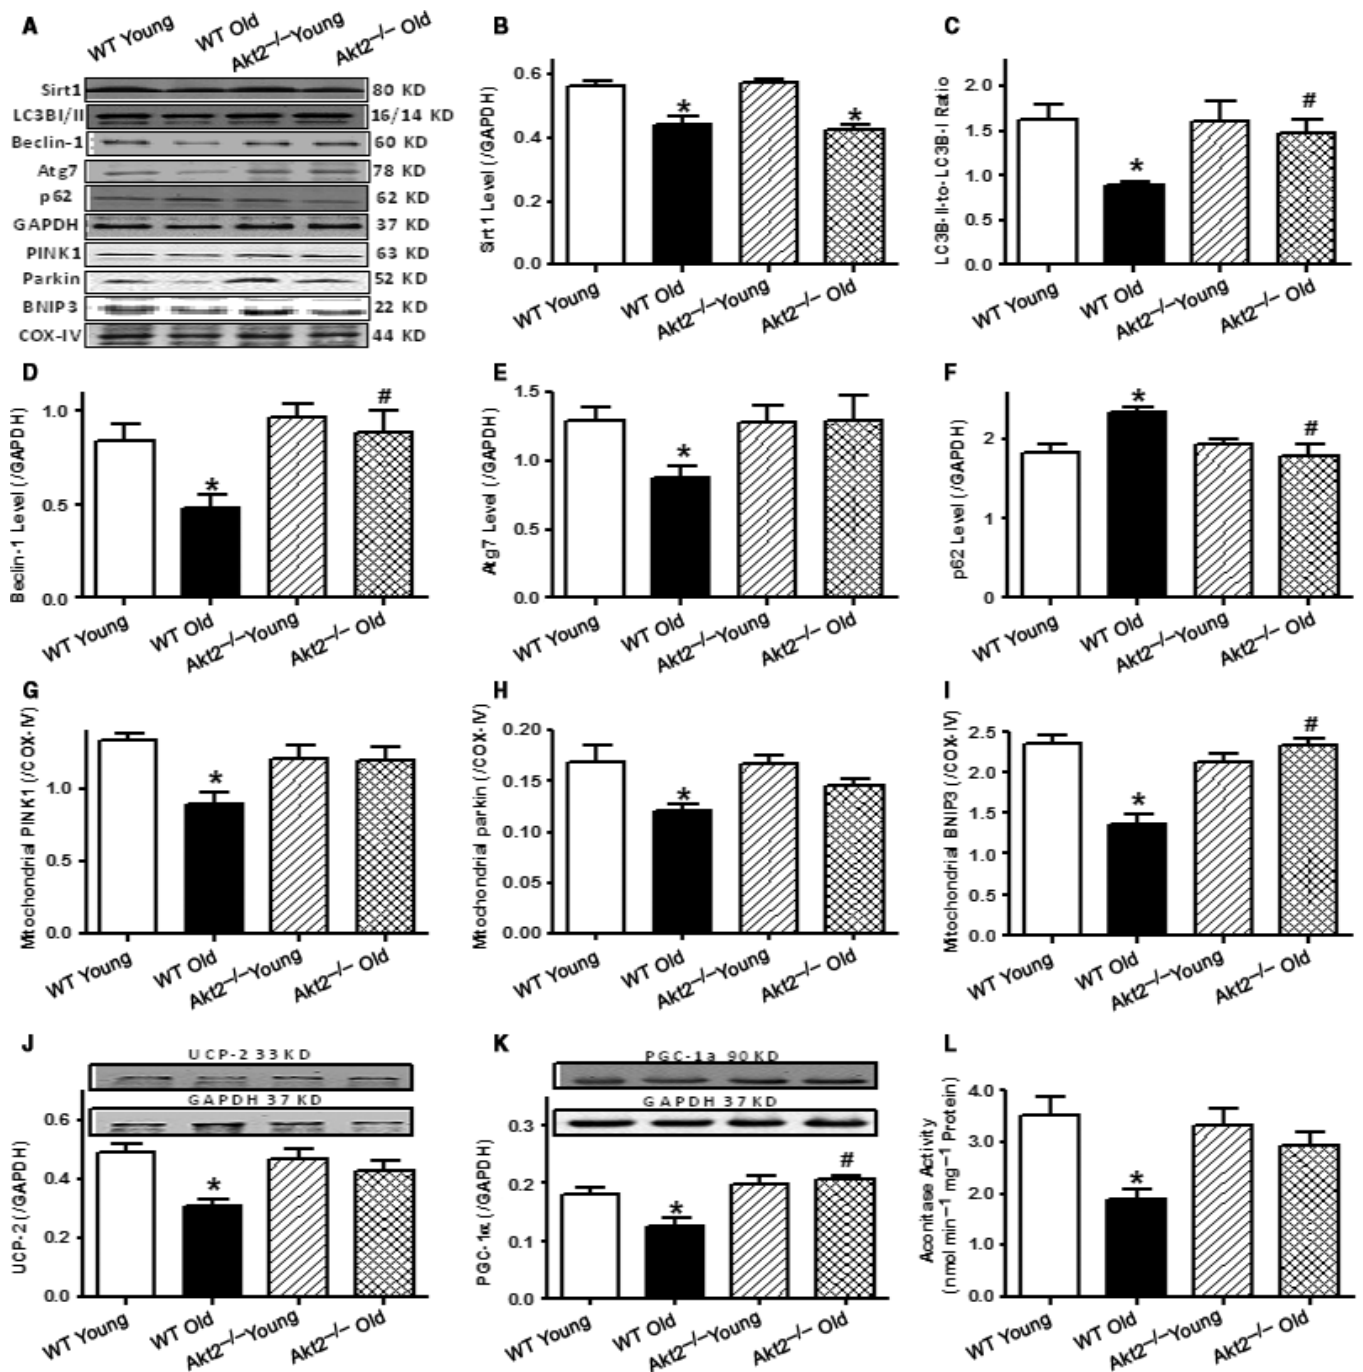 A
WT Young
WT Old
Akt2−/−Young
Akt2−/− Old
Sirt1 80 KD
LC3BI/II 16/14 KD
Beclin-1 60 KD
Atg7 78 KD
p62 62 KD
GAPDH 37 KD
PINK1 63 KD
Parkin 52 KD
BNIP3 22 KD
COX-IV 44 KD
B
Sirt1 Level (/GAPDH)
0.6
0.4
0.2
0.0
*
*
WT Young
WT Old
Akt2−/−Young
Akt2−/− Old
C
LC3B-II-to-LC3B-I Ratio
2.0
1.5
1.0
0.5
0.0
*
#
WT Young
WT Old
Akt2−/−Young
Akt2−/− Old
D
Beclin-1 Level (/GAPDH)
1.0
0.5
0.0
*
#
WT Young
WT Old
Akt2−/−Young
Akt2−/− Old
E
Atg7 Level (/GAPDH)
1.5
1.0
0.5
0.0
*
WT Young
WT Old
Akt2−/−Young
Akt2−/− Old
F
p62 Level (/GAPDH)
2
1
0
*
#
WT Young
WT Old
Akt2−/−Young
Akt2−/− Old
G
Mitochondrial PINK1 (/COX-IV)
1.0
0.5
0.0
*
WT Young
WT Old
Akt2−/−Young
Akt2−/− Old
H
Mitochondrial parkin (/COX-IV)
0.20
0.15
0.10
0.05
0.00
*
WT Young
WT Old
Akt2−/−Young
Akt2−/− Old
I
Mitochondrial BNIP3 (/COX-IV)
2.5
2.0
1.5
1.0
0.5
0.0
*
#
WT Young
WT Old
Akt2−/−Young
Akt2−/− Old
J
UCP-2 33KD
GAPDH 37 KD
UCP-2 (/GAPDH)
0.6
0.4
0.2
0.0
*
WT Young
WT Old
Akt2−/−Young
Akt2−/− Old
K
PGC-1a 90KD
GAPDH 37KD
PGC-1α (/GAPDH)
0.3
0.2
0.1
0.0
*
#
WT Young
WT Old
Akt2−/−Young
Akt2−/− Old
L
Aconitase Activity
(nmol min−1 mg−1 Protein)
4.0
3.0
2.0
1.0
0.0
*
WT Young
WT Old
Akt2−/−Young
Akt2−/− Old